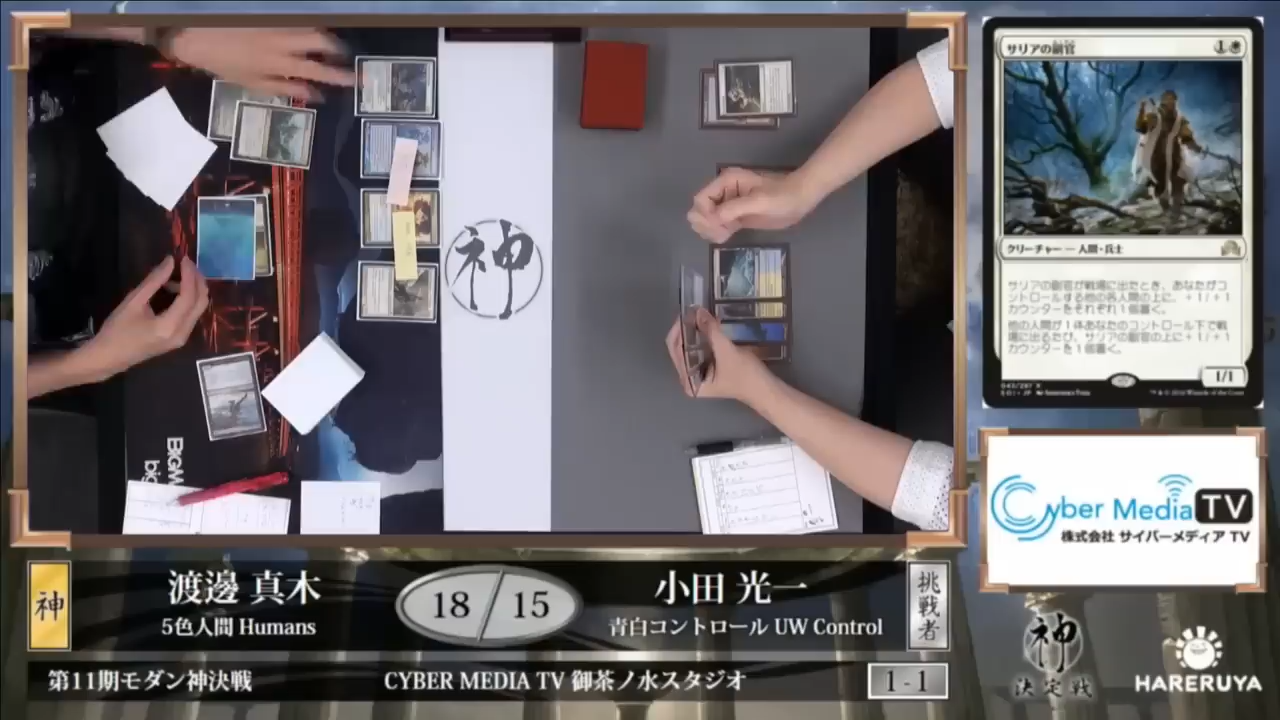 サリアの副官
クリーチャー — 人間・兵士
サリアの副官が戦場に出たとき、あなたがコ
ントロールする他の各人間の上に、+1/+1
カウンターをそれぞれ1個置く。
他の人間が1体あなたのコントロール下で戦
場に出るたび、サリアの副官の上に+1/+1
カウンターを1個置く。
1/1
神
Cyber Media TV
株式会社 サイバーメディア TV
神
渡邊 真木
5色人間 Humans
18 / 15
小田 光一
青白コントロール UW Control
挑戦者
第11期モダン神決戦
CYBER MEDIA TV 御茶ノ水スタジオ
1 - 1
神
決定戦
HARERUYA